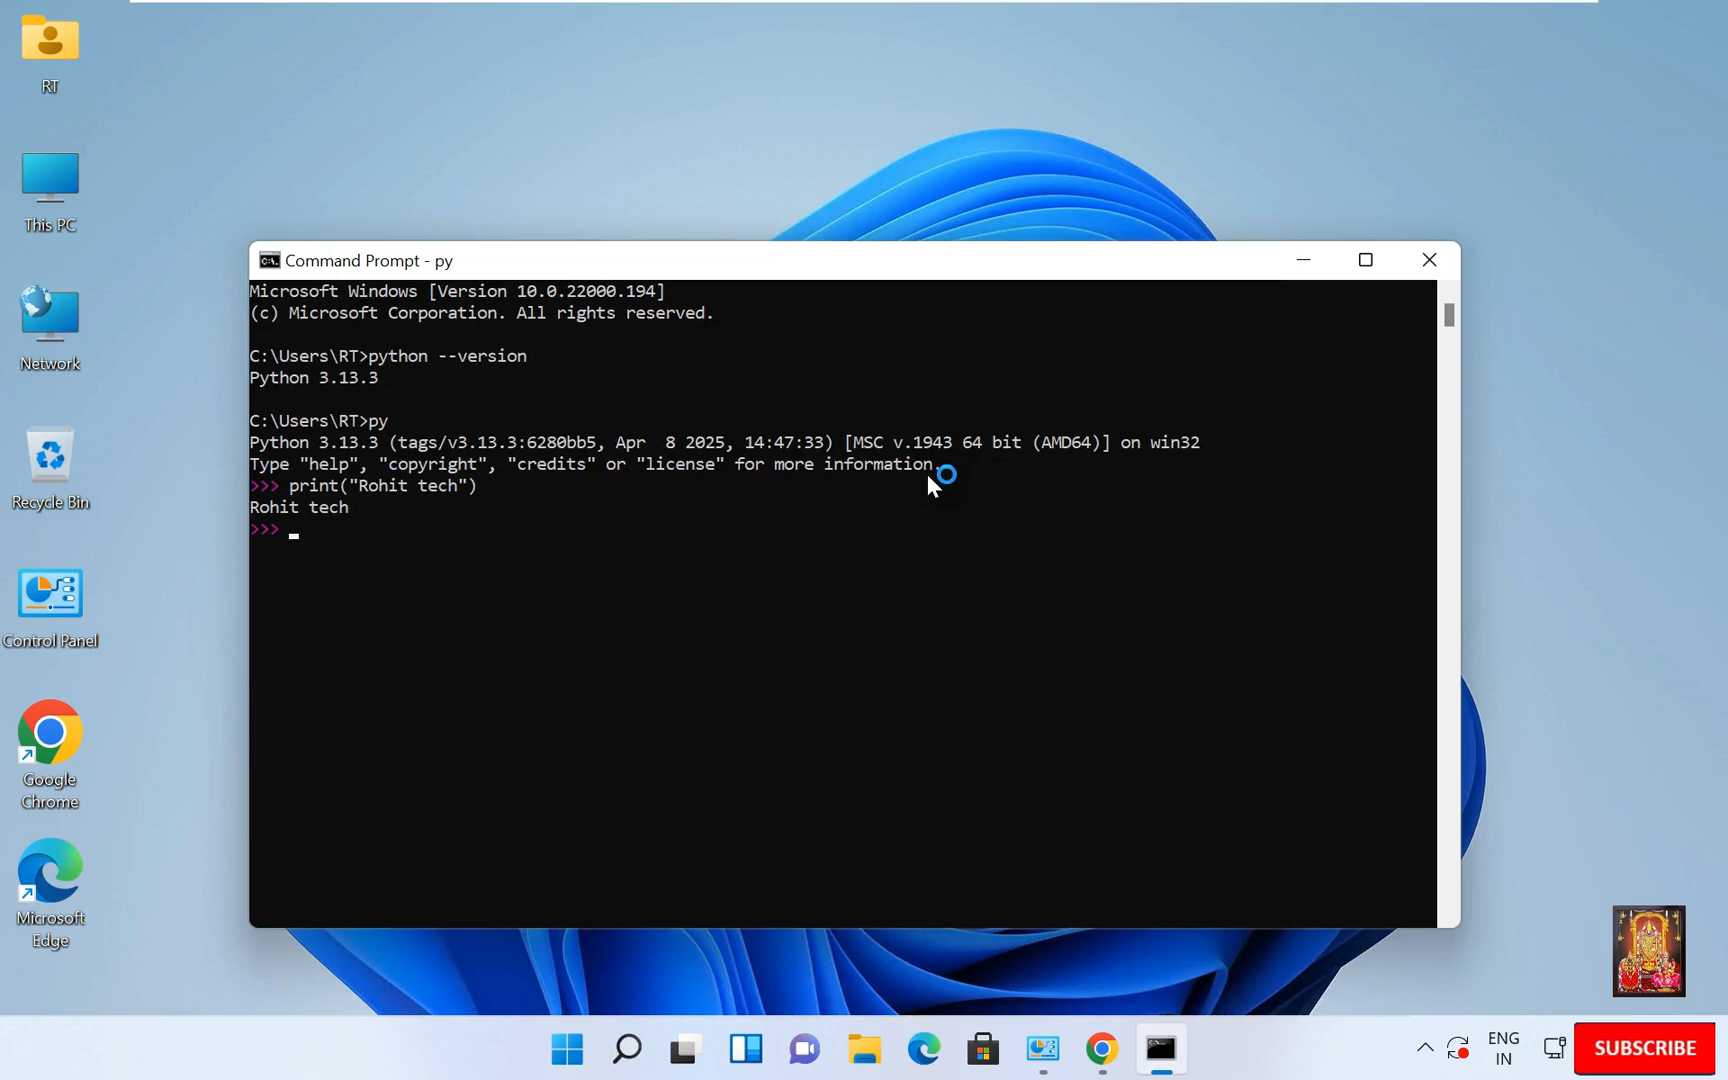 RT
This PC
Network
Recycle Bin
Control Panel
Google
Chrome
Microsoft
Edge
Command Prompt - py
Microsoft Windows [Version 10.0.22000.194]
(c) Microsoft Corporation. All rights reserved.
C:\Users\RT>python --version
Python 3.13.3
C:\Users\RT>py
Python 3.13.3 (tags/v3.13.3:6280bb5, Apr  8 2025, 14:47:33) [MSC v.1943 64 bit (AMD64)] on win32
Type "help", "copyright", "credits" or "license" for more information.
>>> print("Rohit tech")
Rohit tech
>>>
ENG
IN
SUBSCRIBE